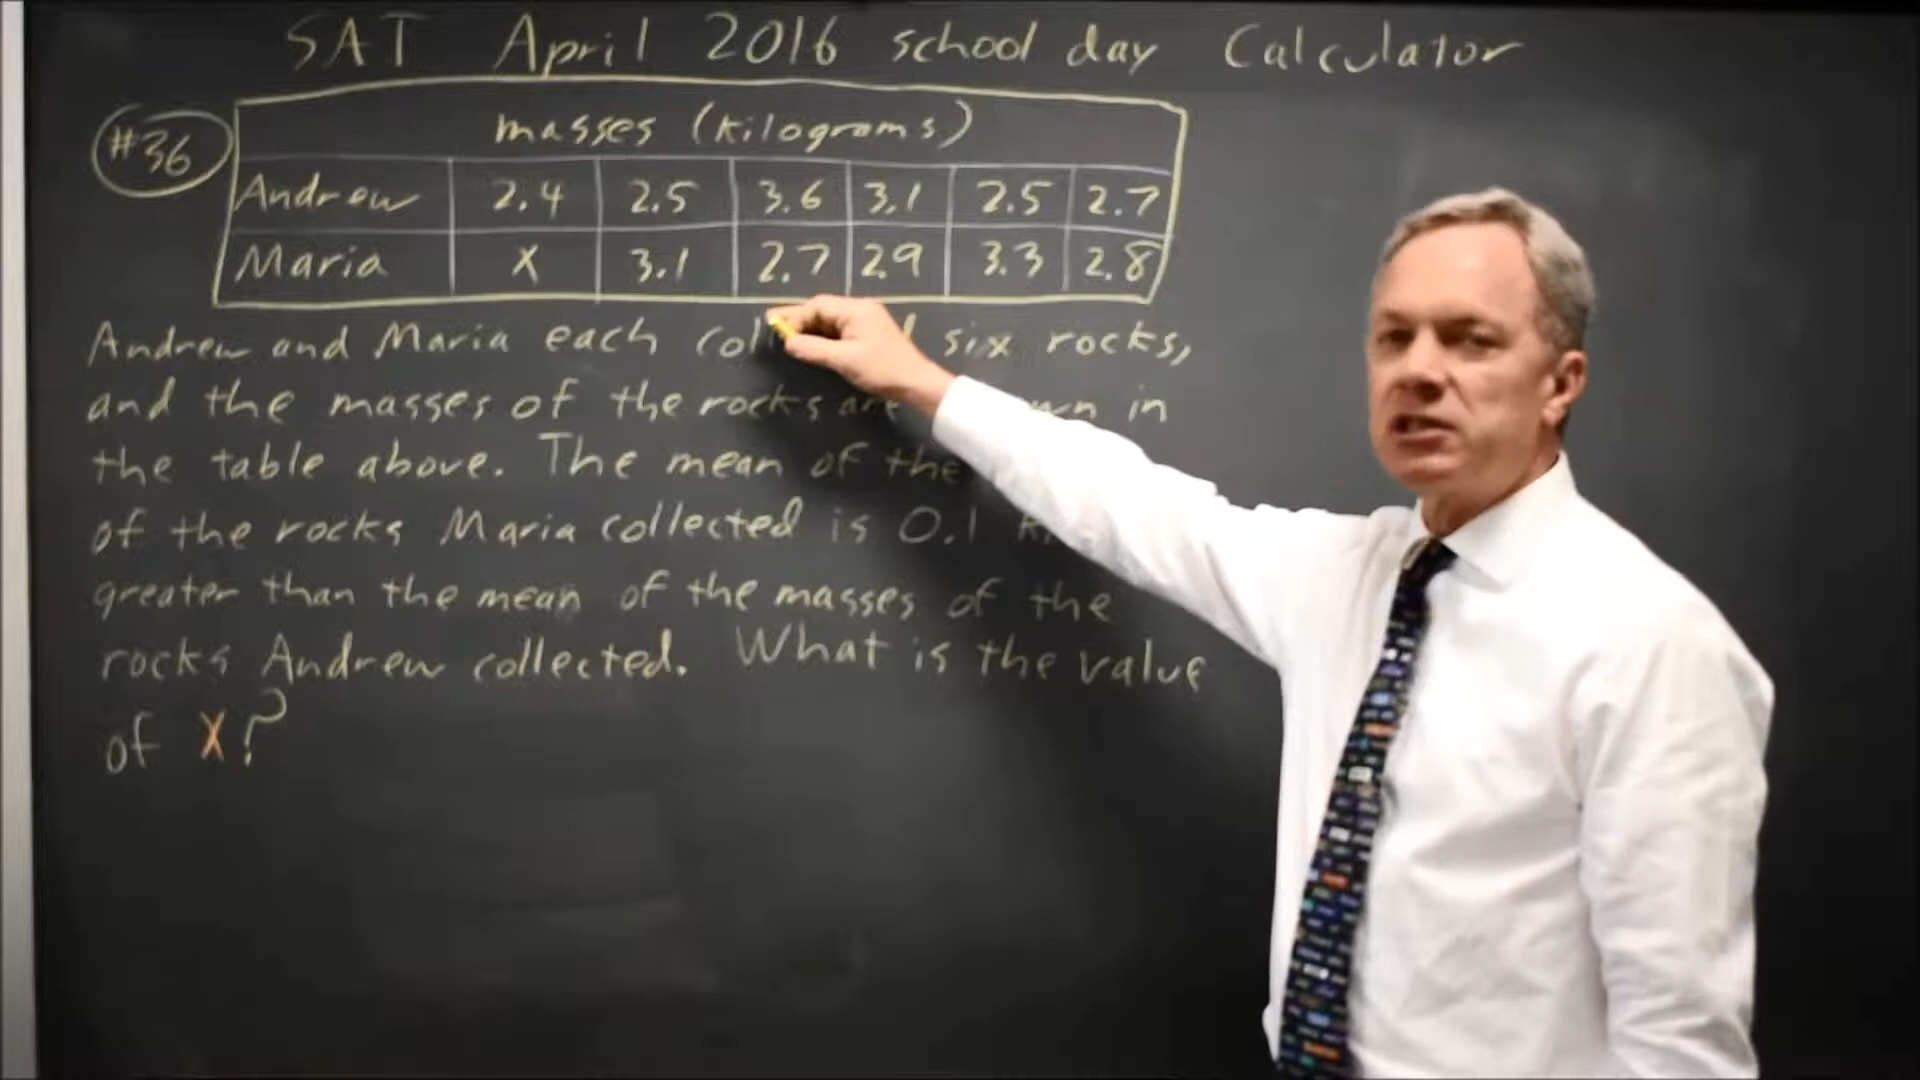 SAT April 2016 school day Calculator
#36
masses (kilograms)
Andrew 2.4 2.5 3.6 3.1 2.5 2.7
Maria x 3.1 2.7 2.9 3.3 2.8
Andrew and Maria each six rocks,
and the masses of the rocks are in
the table above. The mean of the
of the rocks Maria collected is 0.1
greater than the mean of the masses of the
rocks Andrew collected. What is the value
of x?